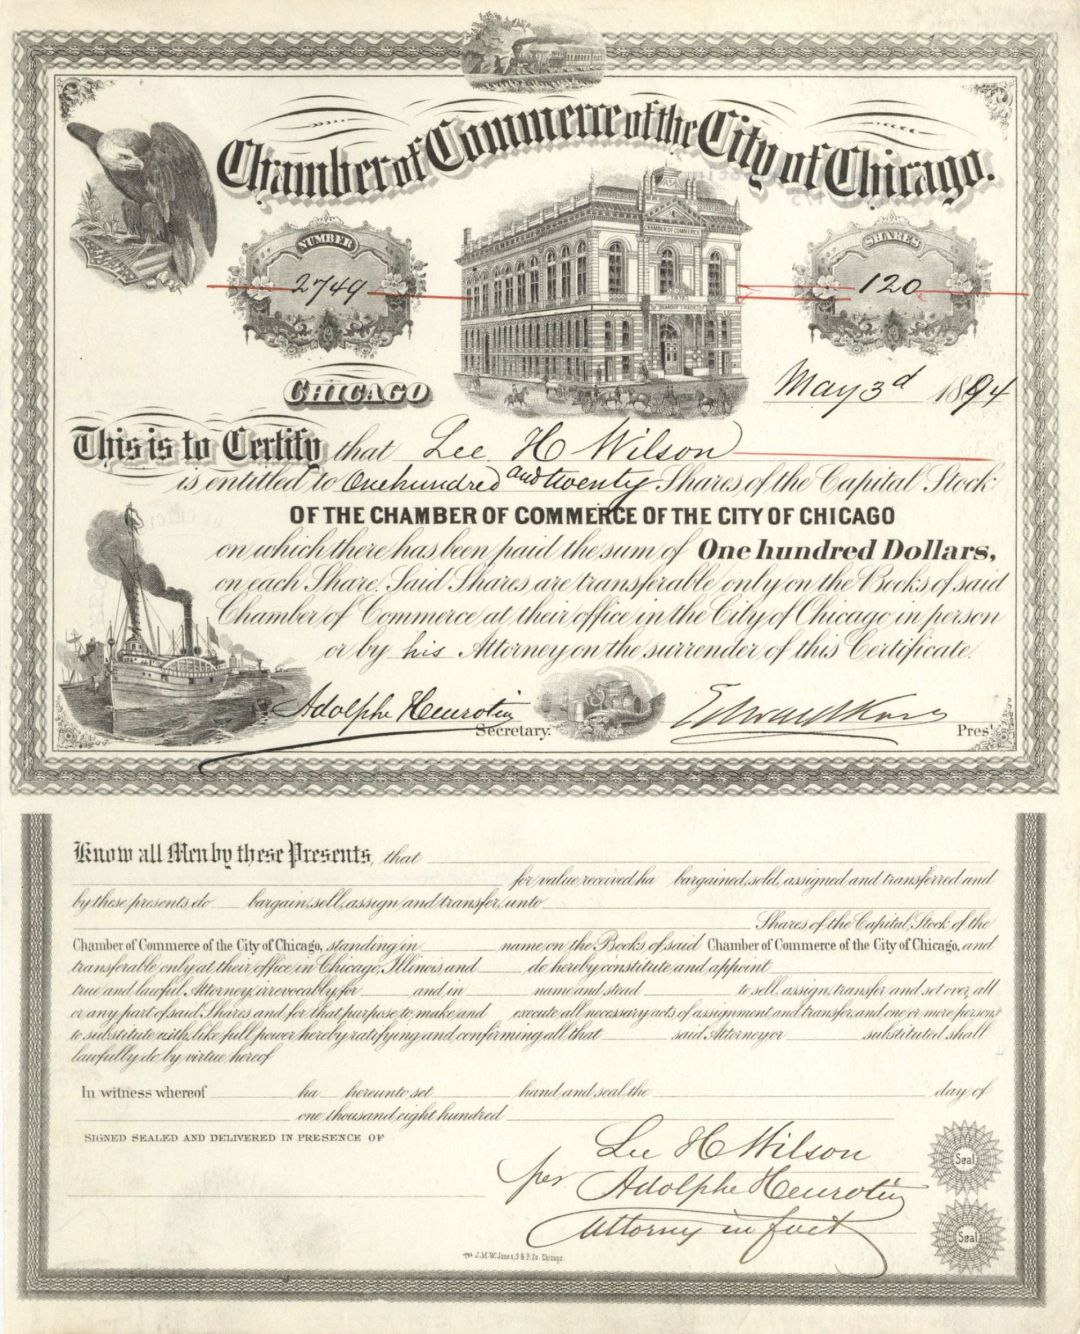 Chamber of Commerce of the City of Chicago.
NUMBER
2749
CHAMBER OF COMMERCE
SHARES
120
CHICAGO May 3d 1894
This is to Certify that Lee H Wilson
is entitled to One hundred and twenty Shares of the Capital Stock
OF THE CHAMBER OF COMMERCE OF THE CITY OF CHICAGO
on which there has been paid the sum of One hundred Dollars,
on each Share. Said Shares are transferable only on the Books of said
Chamber of Commerce at their office in the City of Chicago in person
or by his Attorney on the surrender of this Certificate.
Adolphe Heurotin
Secretary. Pres't
Know all Men by these Presents, that
for value received ha bargained, sold, assigned and transferred and
by these presents, do bargain, sell, assign and transfer, unto
Shares of the Capital Stock of the
Chamber of Commerce of the City of Chicago, standing in name on the Books of said Chamber of Commerce of the City of Chicago, and
transferable only at their office in Chicago, Illinois and do hereby constitute and appoint
true and lawful Attorney, irrevocably for and in name and stead to sell, assign, transfer and set over, all
or any part of said Shares and for that purpose to make and execute all necessary acts of assignment and transfer, and one or more persons
to substitute with like full power hereby ratifying and confirming all that said Attorney or substituted shall
lawfully do by virtue hereof
In witness whereof ha hereunto set hand and seal the day of
one thousand, eight hundred
SIGNED SEALED AND DELIVERED IN PRESENCE OF
Lee H Wilson
Seal
per Adolphe Heurotin
Attorney in fact
Seal
The J.M.W. Jones, S & P. Co. Chicago.